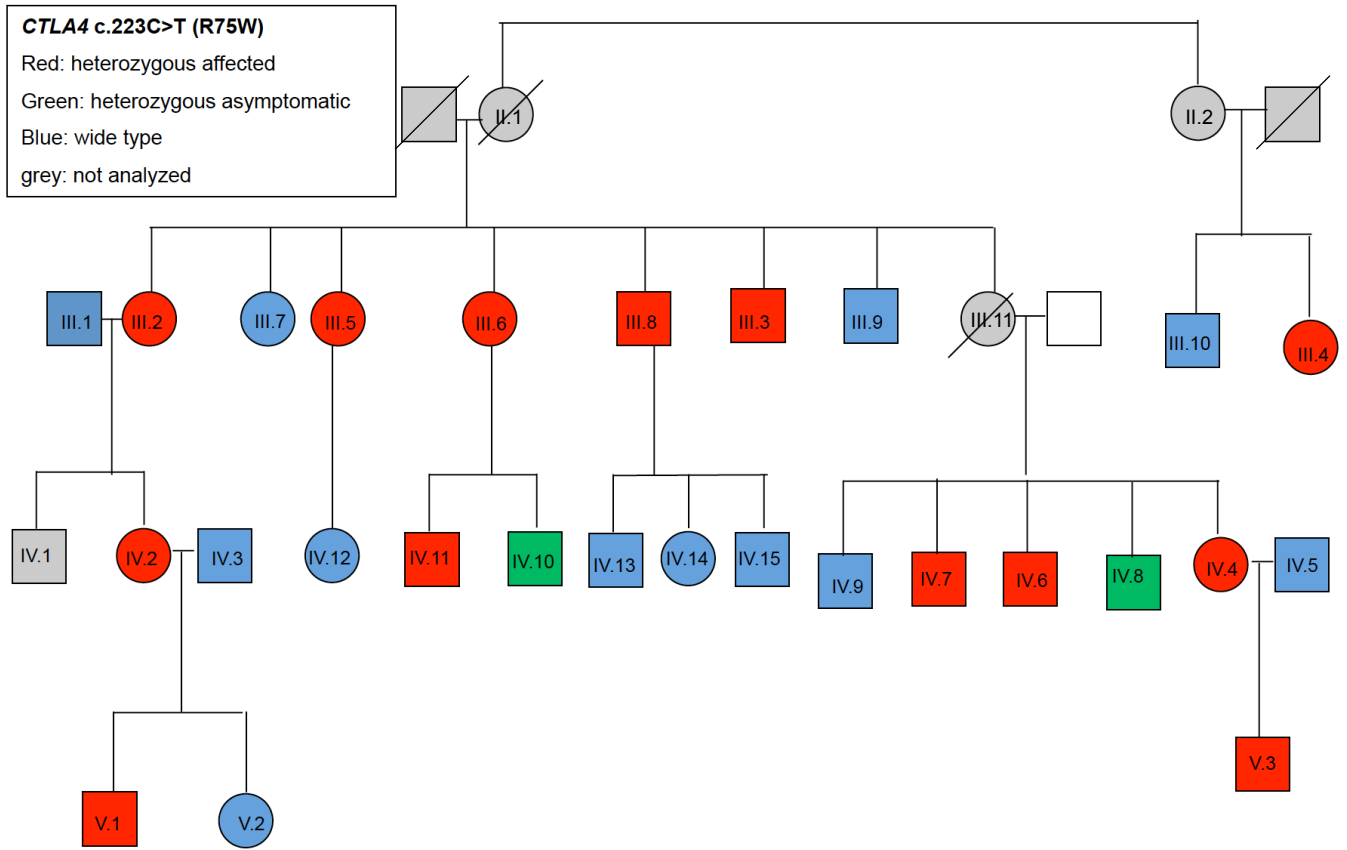 CTLA4 c.223C>T (R75W)
Red: heterozygous affected
Green: heterozygous asymptomatic
Blue: wide type
grey: not analyzed
II.1
II.2
III.1
III.2
III.7
III.5
III.6
III.8
III.3
III.9
III.11
III.10
III.4
IV.1
IV.2
IV.3
IV.12
IV.11
IV.10
IV.13
IV.14
IV.15
IV.9
IV.7
IV.6
IV.8
IV.4
IV.5
V.1
V.2
V.3